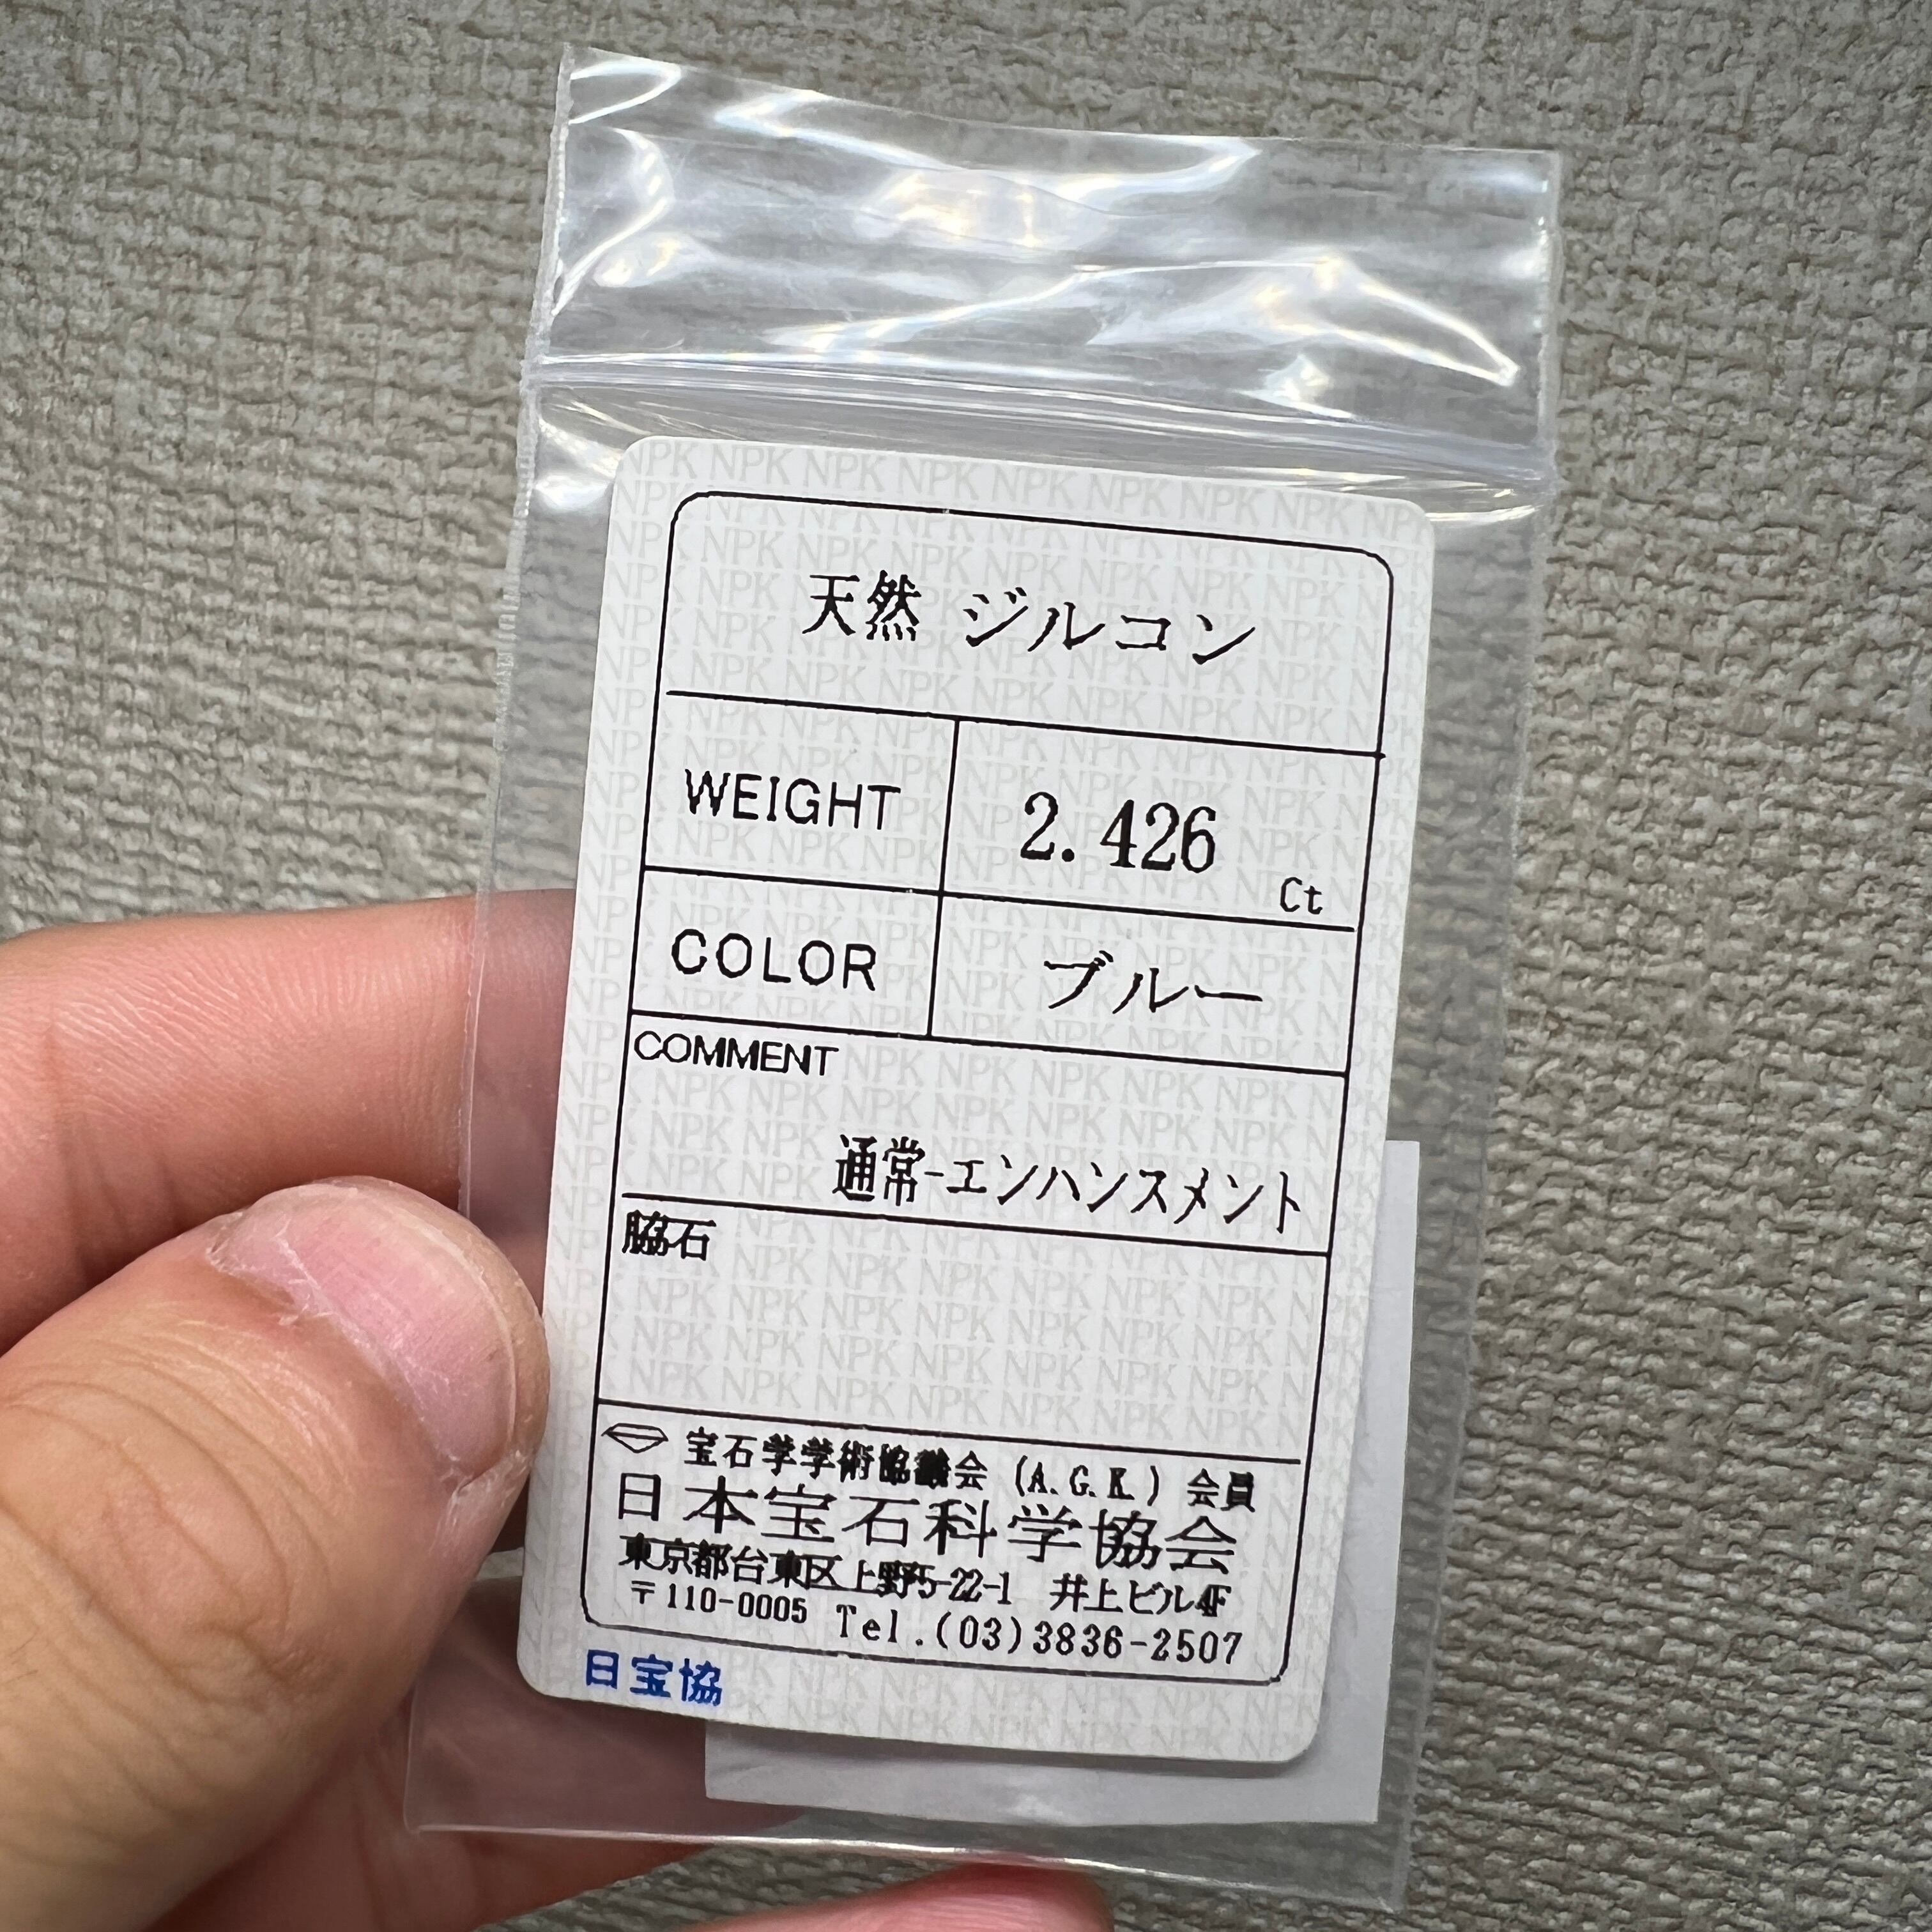 天然 ジルコン
WEIGHT 2.426 Ct
COLOR ブルー
COMMENT
通常-エンハンスメント
脇石
宝石学学術協議会 (A.G.K.) 会員
日本宝石科学協会
東京都台東区上野5-22-1 井上ビル4F
〒110-0005 Tel.(03)3836-2507
日宝協